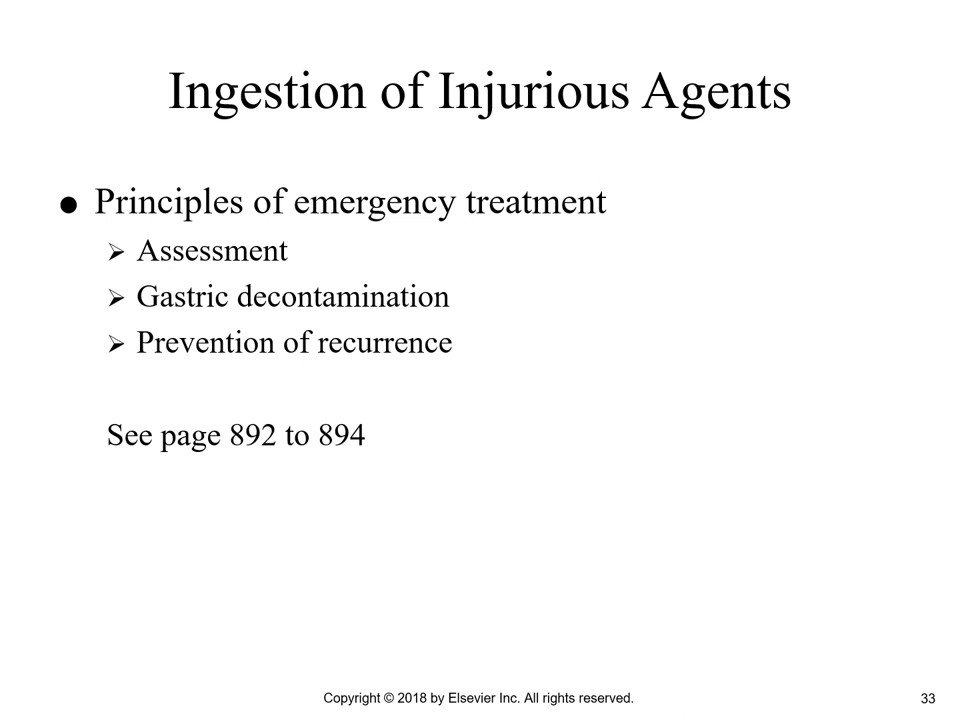 Ingestion of Injurious Agents
● Principles of emergency treatment
➢ Assessment
➢ Gastric decontamination
➢ Prevention of recurrence
See page 892 to 894
Copyright © 2018 by Elsevier Inc. All rights reserved.
33